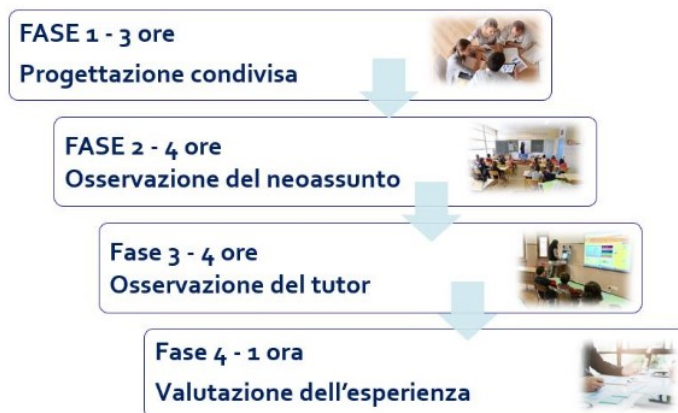 FASE 1 - 3 ore
Progettazione condivisa
FASE 2 - 4 ore
Osservazione del neoassunto
Fase 3 - 4 ore
Osservazione del tutor
Fase 4 - 1 ora
Valutazione dell'esperienza